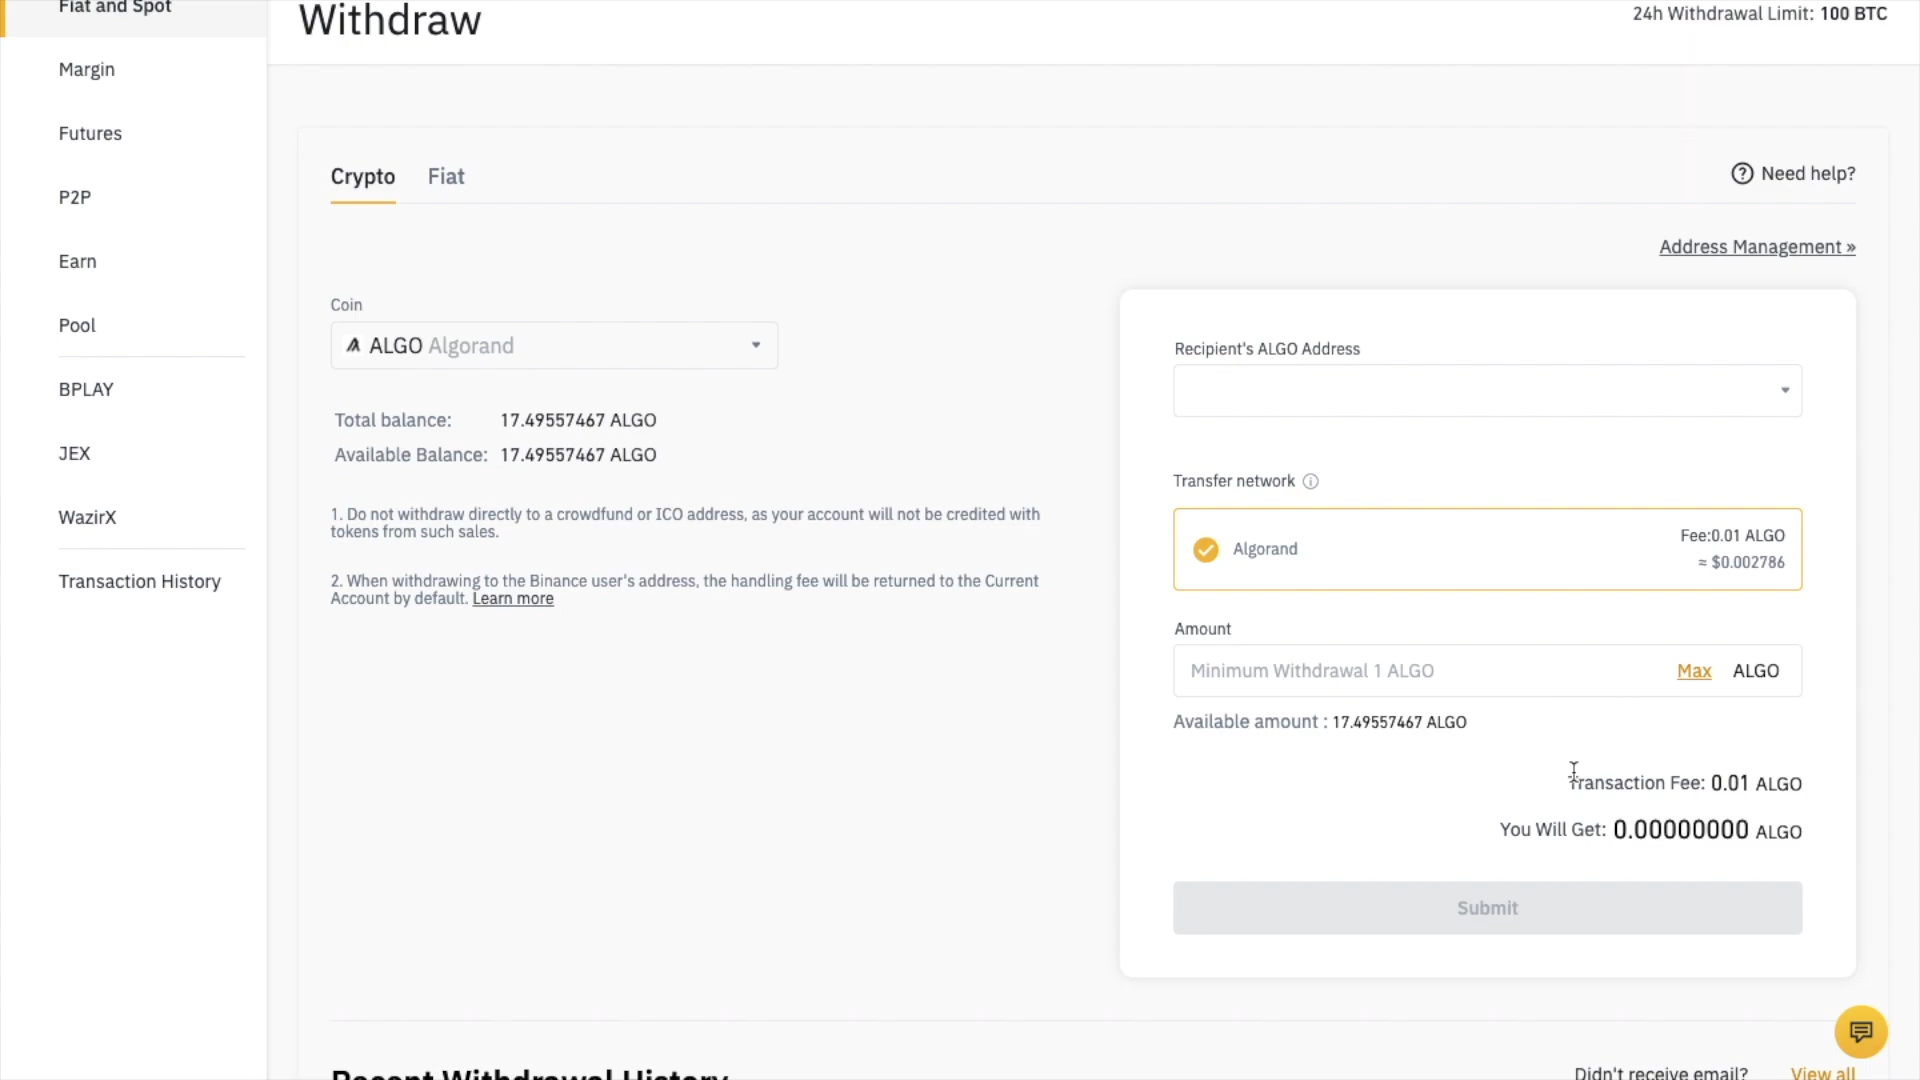 Fiat and Spot
Withdraw
24h Withdrawal Limit: 100 BTC
Margin
Futures
P2P
Earn
Pool
BPLAY
JEX
WazirX
Transaction History
Crypto
Fiat
Need help?
Address Management »
Coin
ALGO Algorand
Total balance: 17.49557467 ALGO
Available Balance: 17.49557467 ALGO
1. Do not withdraw directly to a crowdfund or ICO address, as your account will not be credited with
tokens from such sales.
2. When withdrawing to the Binance user's address, the handling fee will be returned to the Current
Account by default. Learn more
Recipient's ALGO Address
Transfer network
Algorand
Fee:0.01 ALGO
≈ $0.002786
Amount
Minimum Withdrawal 1 ALGO
Max
ALGO
Available amount : 17.49557467 ALGO
Transaction Fee: 0.01 ALGO
You Will Get: 0.00000000 ALGO
Submit
Recent Withdrawal History
Didn't receive email?
View all